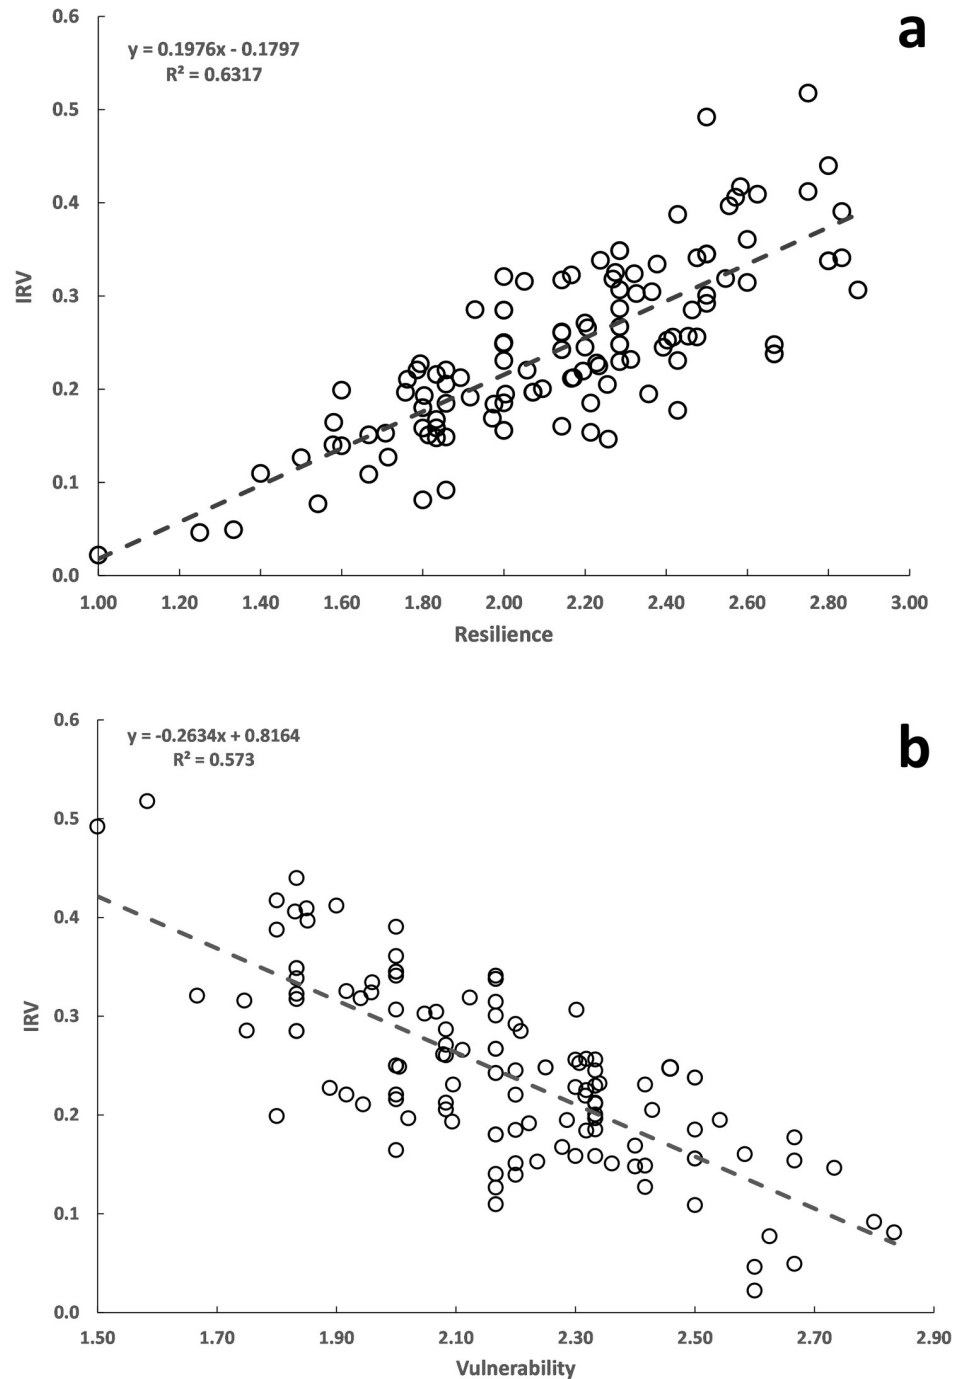 a
y = 0.1976x - 0.1797
R² = 0.6317
0.6
0.5
0.4
0.3
0.2
0.1
0.0
IRV
1.00 1.20 1.40 1.60 1.80 2.00 2.20 2.40 2.60 2.80 3.00
Resilience
b
y = -0.2634x + 0.8164
R² = 0.573
0.6
0.5
0.4
0.3
0.2
0.1
0.0
IRV
1.50 1.70 1.90 2.10 2.30 2.50 2.70 2.90
Vulnerability